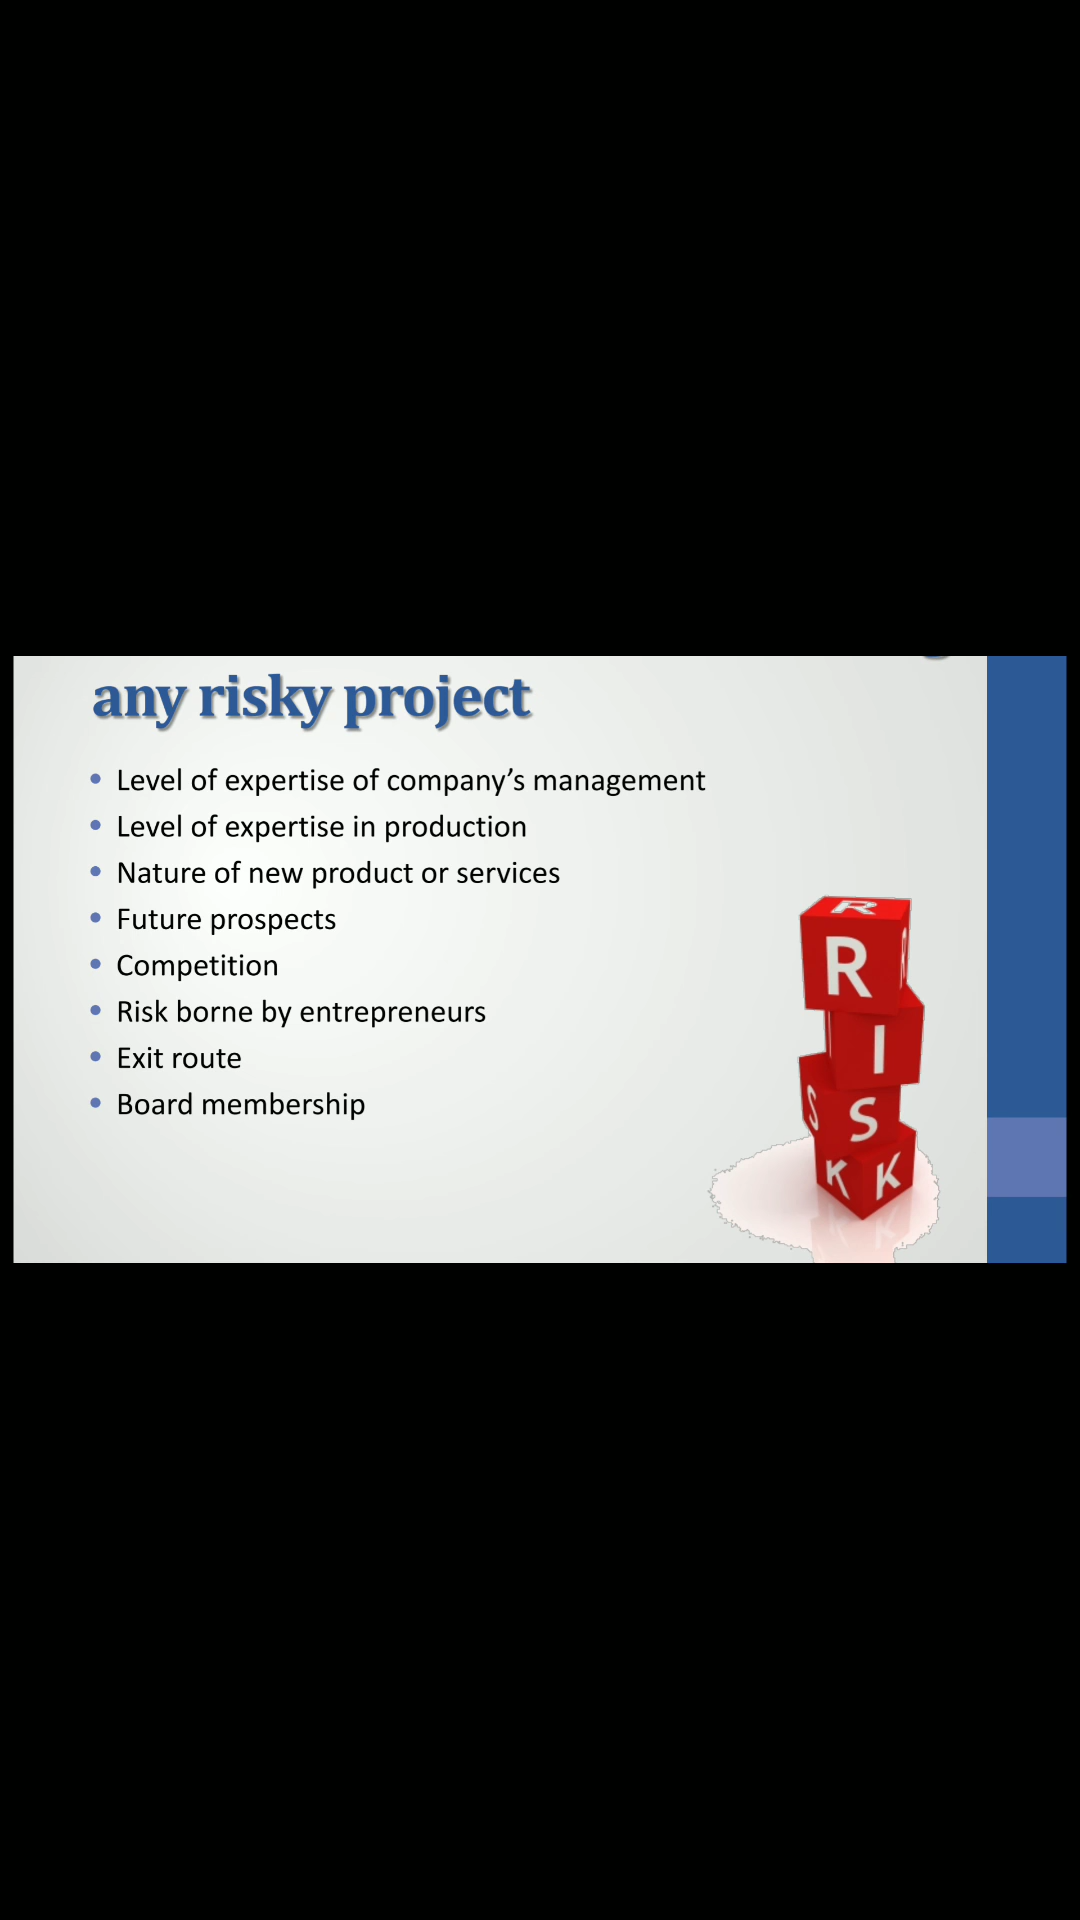 any risky project
• Level of expertise of company’s management
• Level of expertise in production
• Nature of new product or services
• Future prospects
• Competition
• Risk borne by entrepreneurs
• Exit route
• Board membership
R
R
R
I
S
S
K
K